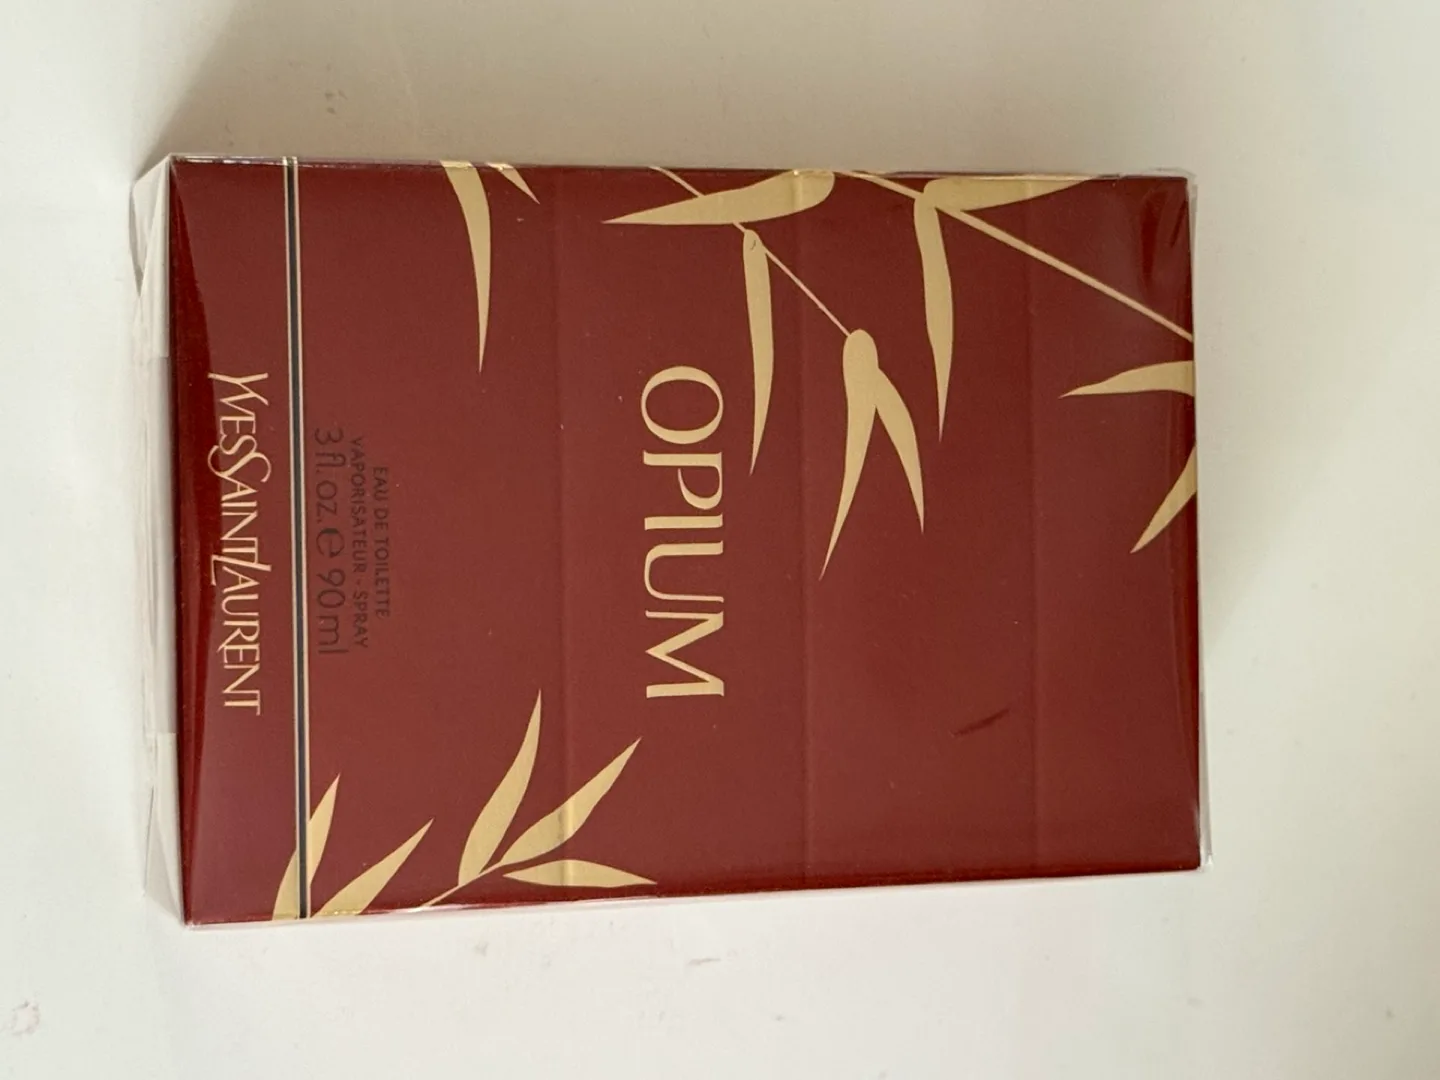 OPIUM
EAU DE TOILETTE
VAPORISATEUR - SPRAY
3 fl. oz. ℮ 90 ml
YVESSAINTLAURENT